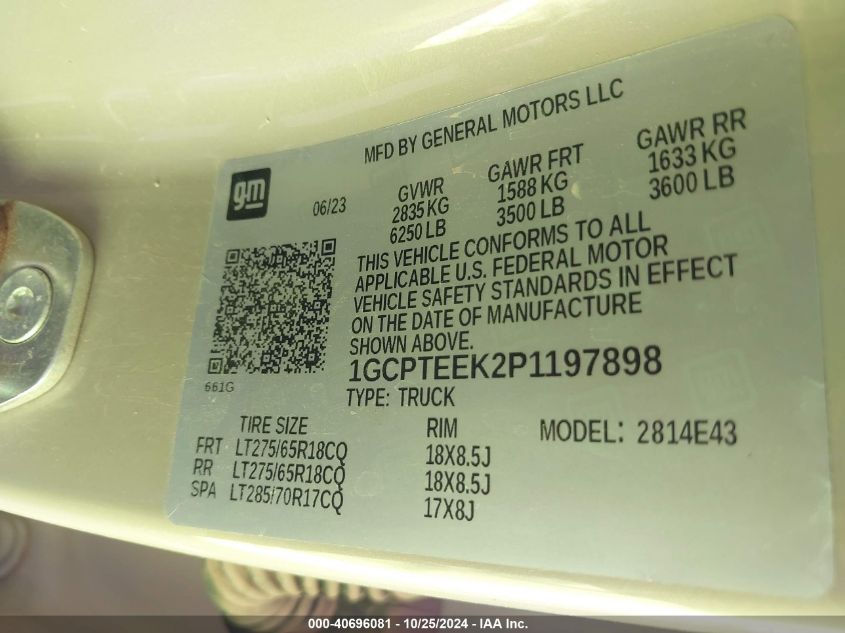 MFD BY GENERAL MOTORS LLC
gm
06/23
GVWR
2835 KG
6250 LB
GAWR FRT
1588 KG
3500 LB
GAWR RR
1633 KG
3600 LB
THIS VEHICLE CONFORMS TO ALL
APPLICABLE U.S. FEDERAL MOTOR
VEHICLE SAFETY STANDARDS IN EFFECT
ON THE DATE OF MANUFACTURE
SHOWN ABOVE.
661G
1GCPTEEK2P1197898
TYPE: TRUCK
TIRE SIZE RIM MODEL: 2814E43
FRT LT275/65R18CQ 18X8.5J
RR LT275/65R18CQ 18X8.5J
SPA LT285/70R17CQ 17X8J
000-40696081 - 10/25/2024 - IAA Inc.